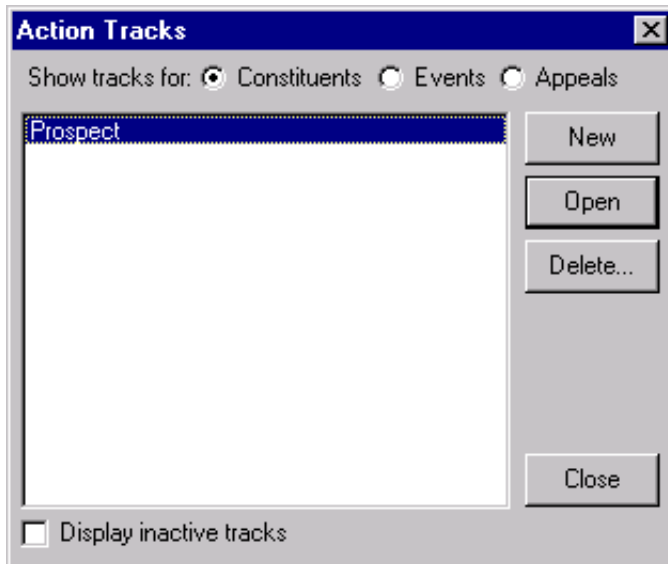 Action Tracks
Show tracks for: Constituents Events Appeals
Prospect
New
Open
Delete...
Close
Display inactive tracks